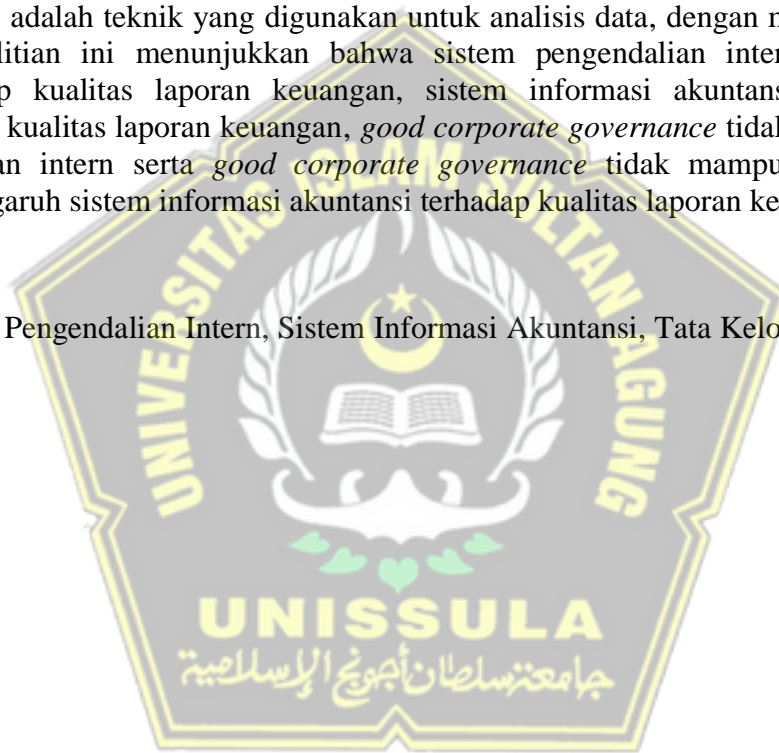 adalah teknik yang digunakan untuk analisis data, dengan
litian ini menunjukkan bahwa sistem pengendalian inter
p kualitas laporan keuangan, sistem informasi akuntans
kualitas laporan keuangan, good corporate governance tidak
an intern serta good corporate governance tidak mampu
garuh sistem informasi akuntansi terhadap kualitas laporan ke
Pengendalian Intern, Sistem Informasi Akuntansi, Tata Kelo
UNIVERSITAS ISLAM SULTAN AGUNG
UNISSULA
جامعة سلطان أجونج الإسلامية